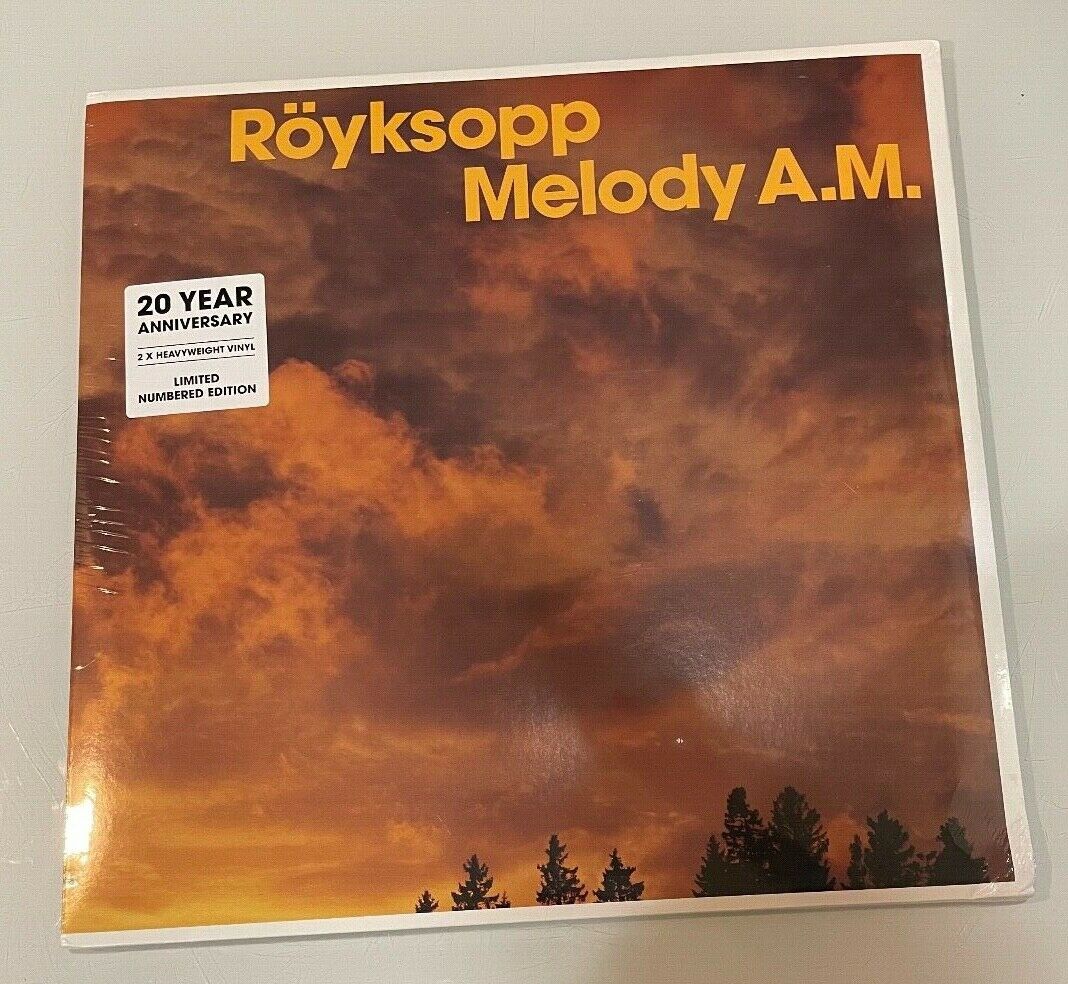 Röyksopp
Melody A.M.
20 YEAR
ANNIVERSARY
2 X HEAVYWEIGHT VINYL
LIMITED
NUMBERED EDITION